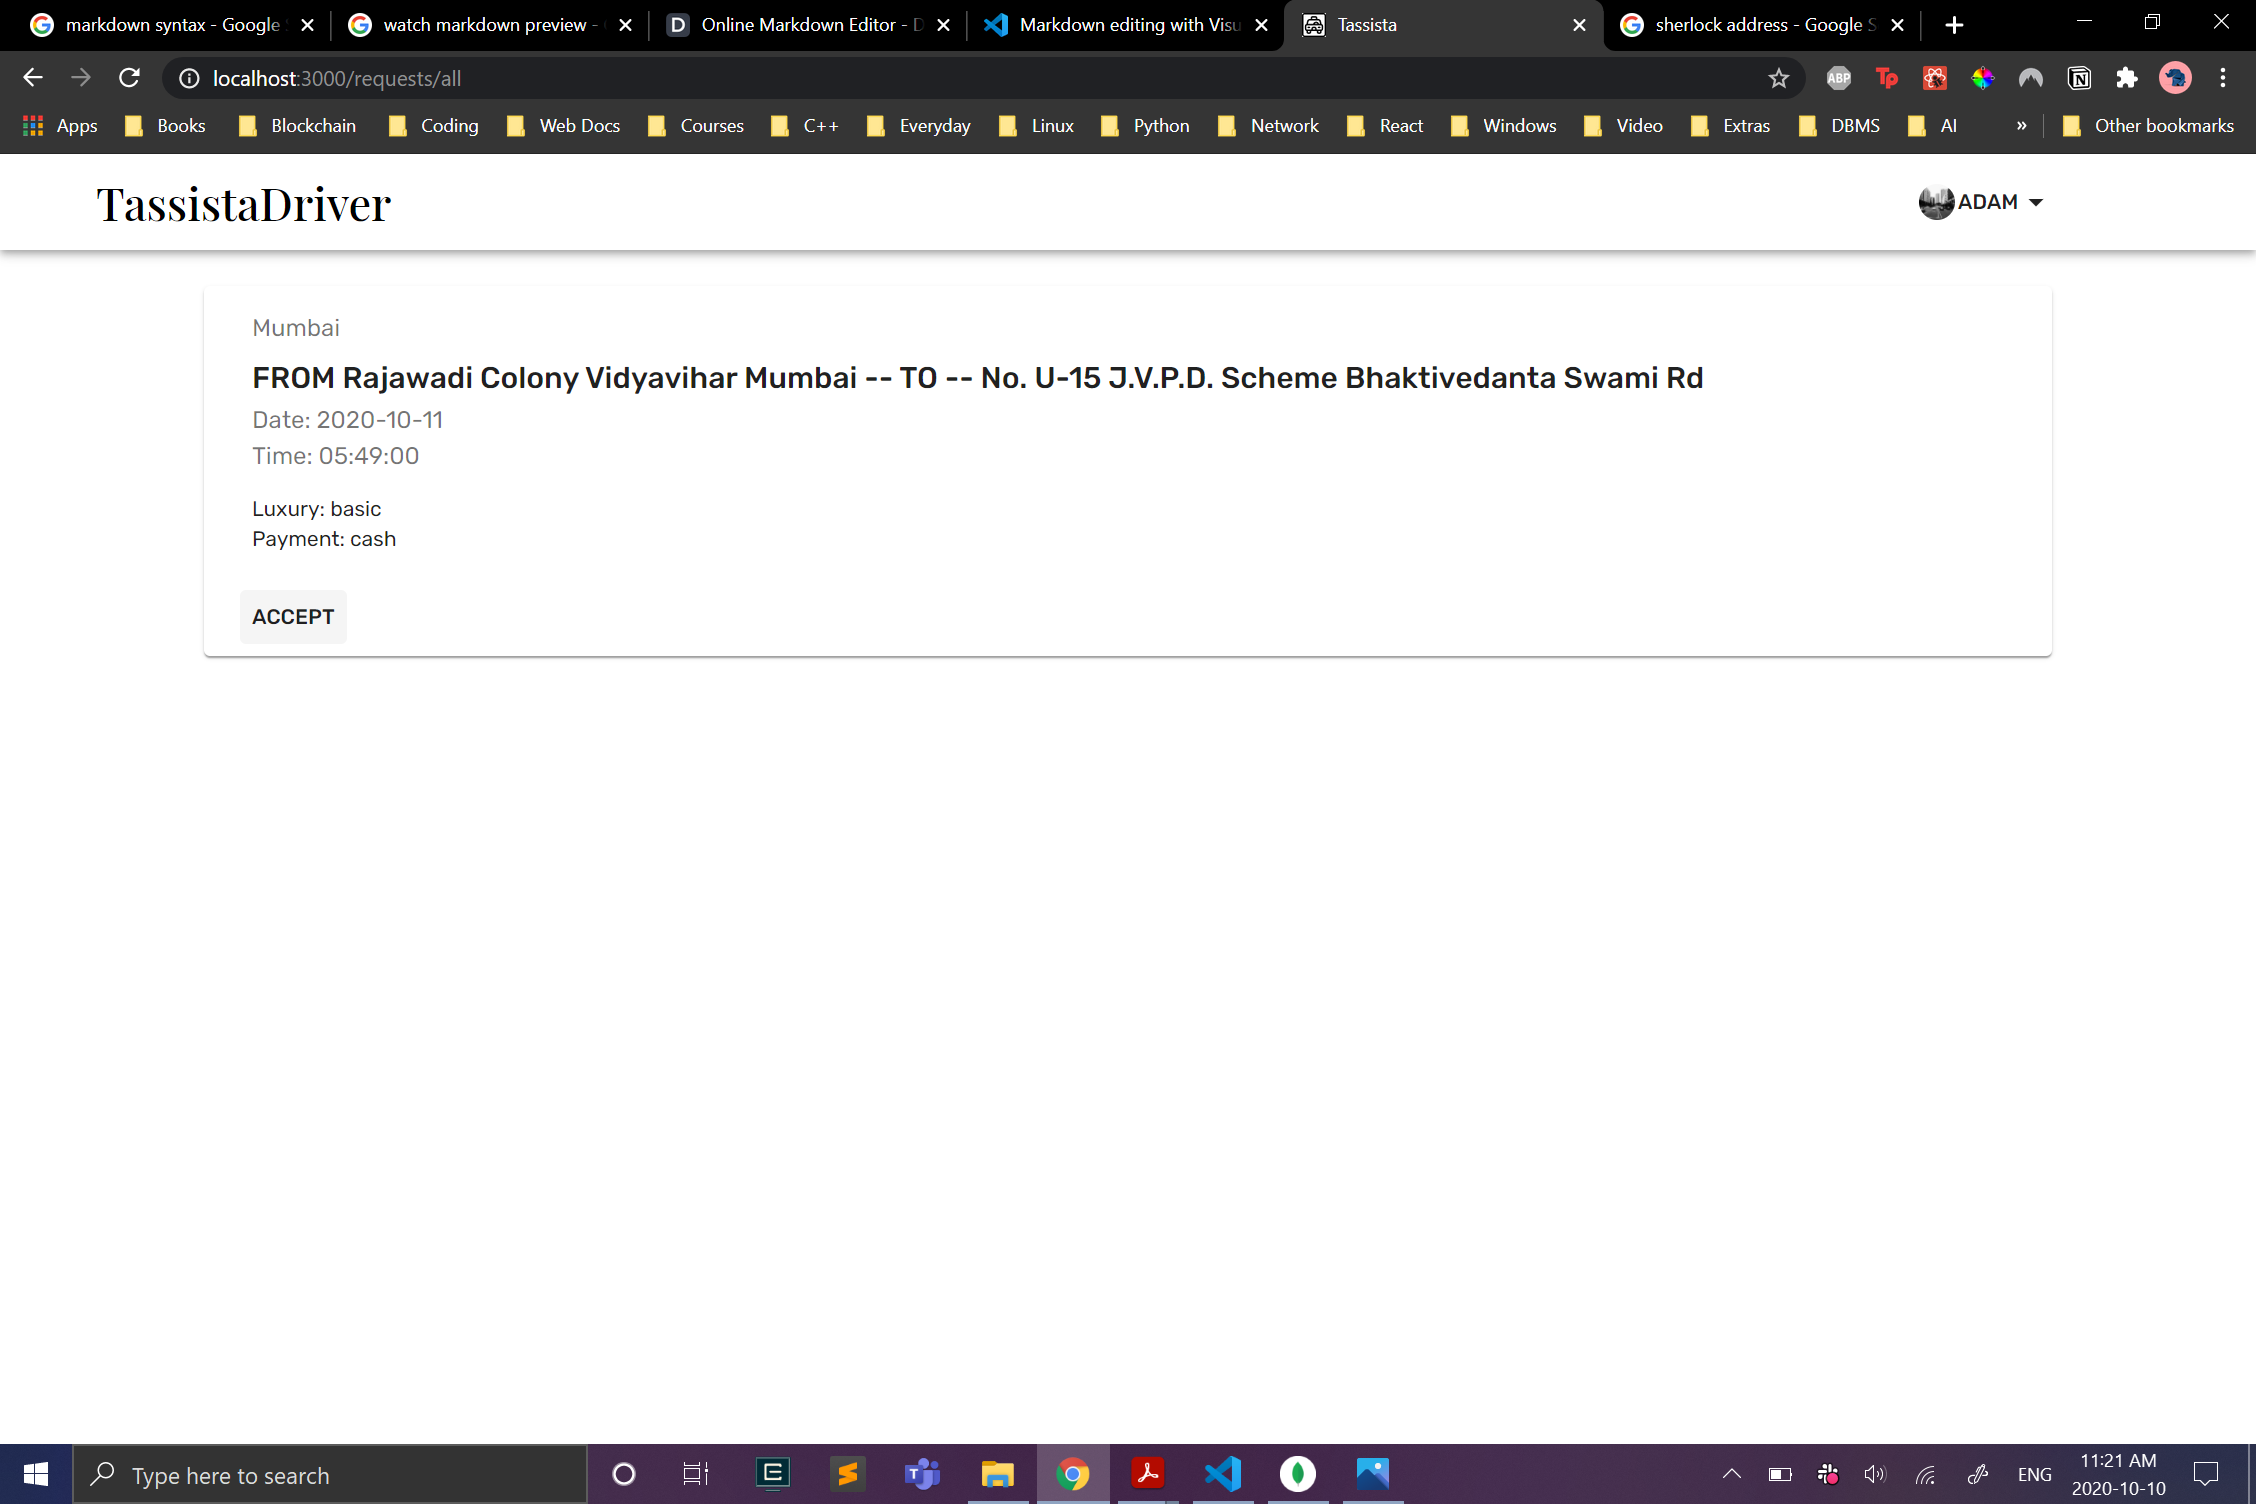 markdown syntax - Google
watch markdown preview -
Online Markdown Editor - D
Markdown editing with Visu
Tassista
sherlock address - Google S
localhost:3000/requests/all
ABP
Tp
N
Apps
Books
Blockchain
Coding
Web Docs
Courses
C++
Everyday
Linux
Python
Network
React
Windows
Video
Extras
DBMS
AI
»
Other bookmarks
TassistaDriver
ADAM
Mumbai
FROM Rajawadi Colony Vidyavihar Mumbai -- TO -- No. U-15 J.V.P.D. Scheme Bhaktivedanta Swami Rd
Date: 2020-10-11
Time: 05:49:00
Luxury: basic
Payment: cash
ACCEPT
Type here to search
ENG
11:21 AM
2020-10-10